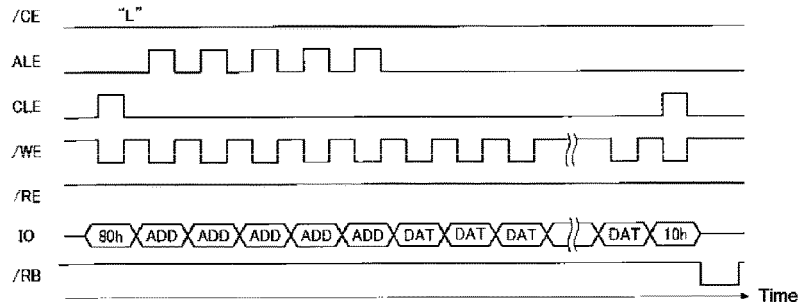 /CE "L"
ALE
CLE
/WE
/RE
IO 80h ADD ADD ADD ADD ADD DAT DAT DAT DAT 10h
/RB
Time